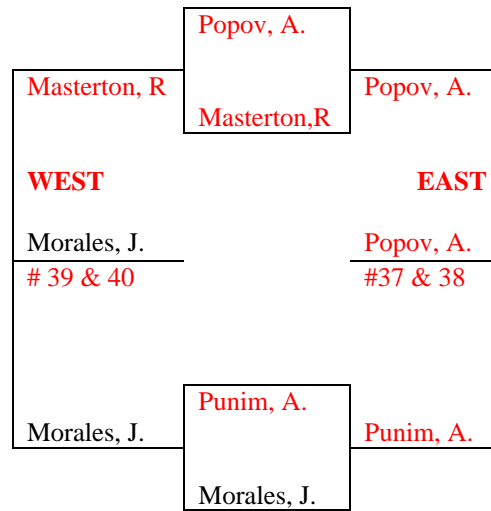 Popov, A.
Masterton, R
Masterton,R
Popov, A.
WEST
EAST
Morales, J.
Popov, A.
# 39 & 40
#37 & 38
Punim, A.
Morales, J.
Punim, A.
Morales, J.